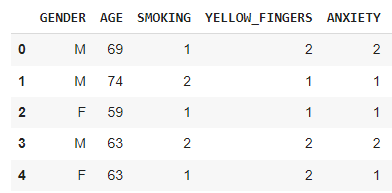 GENDER AGE SMOKING YELLOW_FINGERS ANXIETY
0 M 69 1 2 2
1 M 74 2 1 1
2 F 59 1 1 1
3 M 63 2 2 2
4 F 63 1 2 1